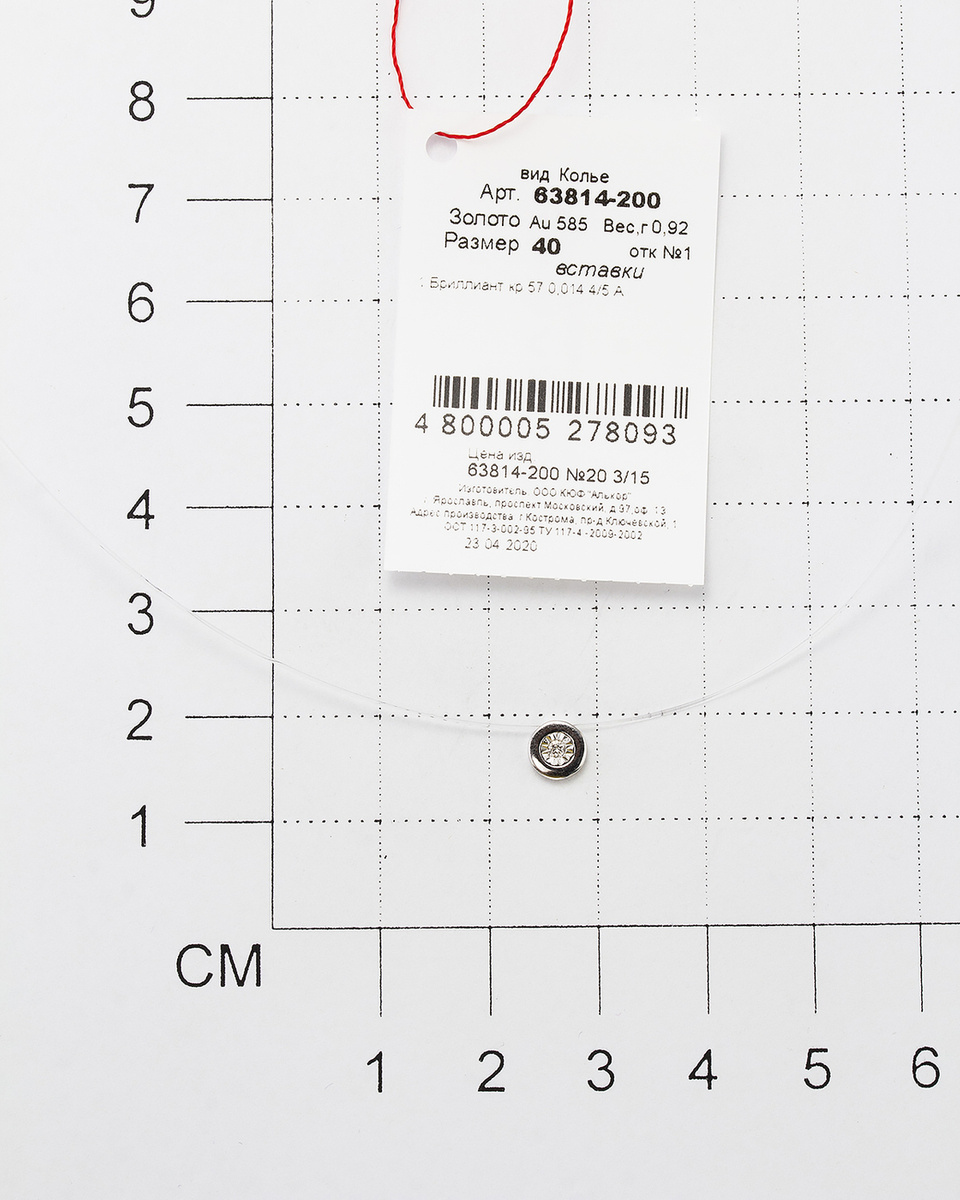 9
8
7
6
5
4
3
2
1
СМ
1 2 3 4 5 6
вид Колье
Арт. 63814-200
Золото Au 585 Вес,г 0,92
Размер 40 отк №1
вставки
Бриллиант кр 57 0,014 4/5 А
4 800005 278093
Цена изд.
63814-200 №20 3/15
Изготовитель: ООО КЮФ "Алькор"
Ярославль, проспект Московский, д.97,оф. 13
Адрес производства: г.Кострома, пр-д Ключевской, 1
ОСТ 117-3-002-95 ТУ 117-4-2009-2002
23 04 2020